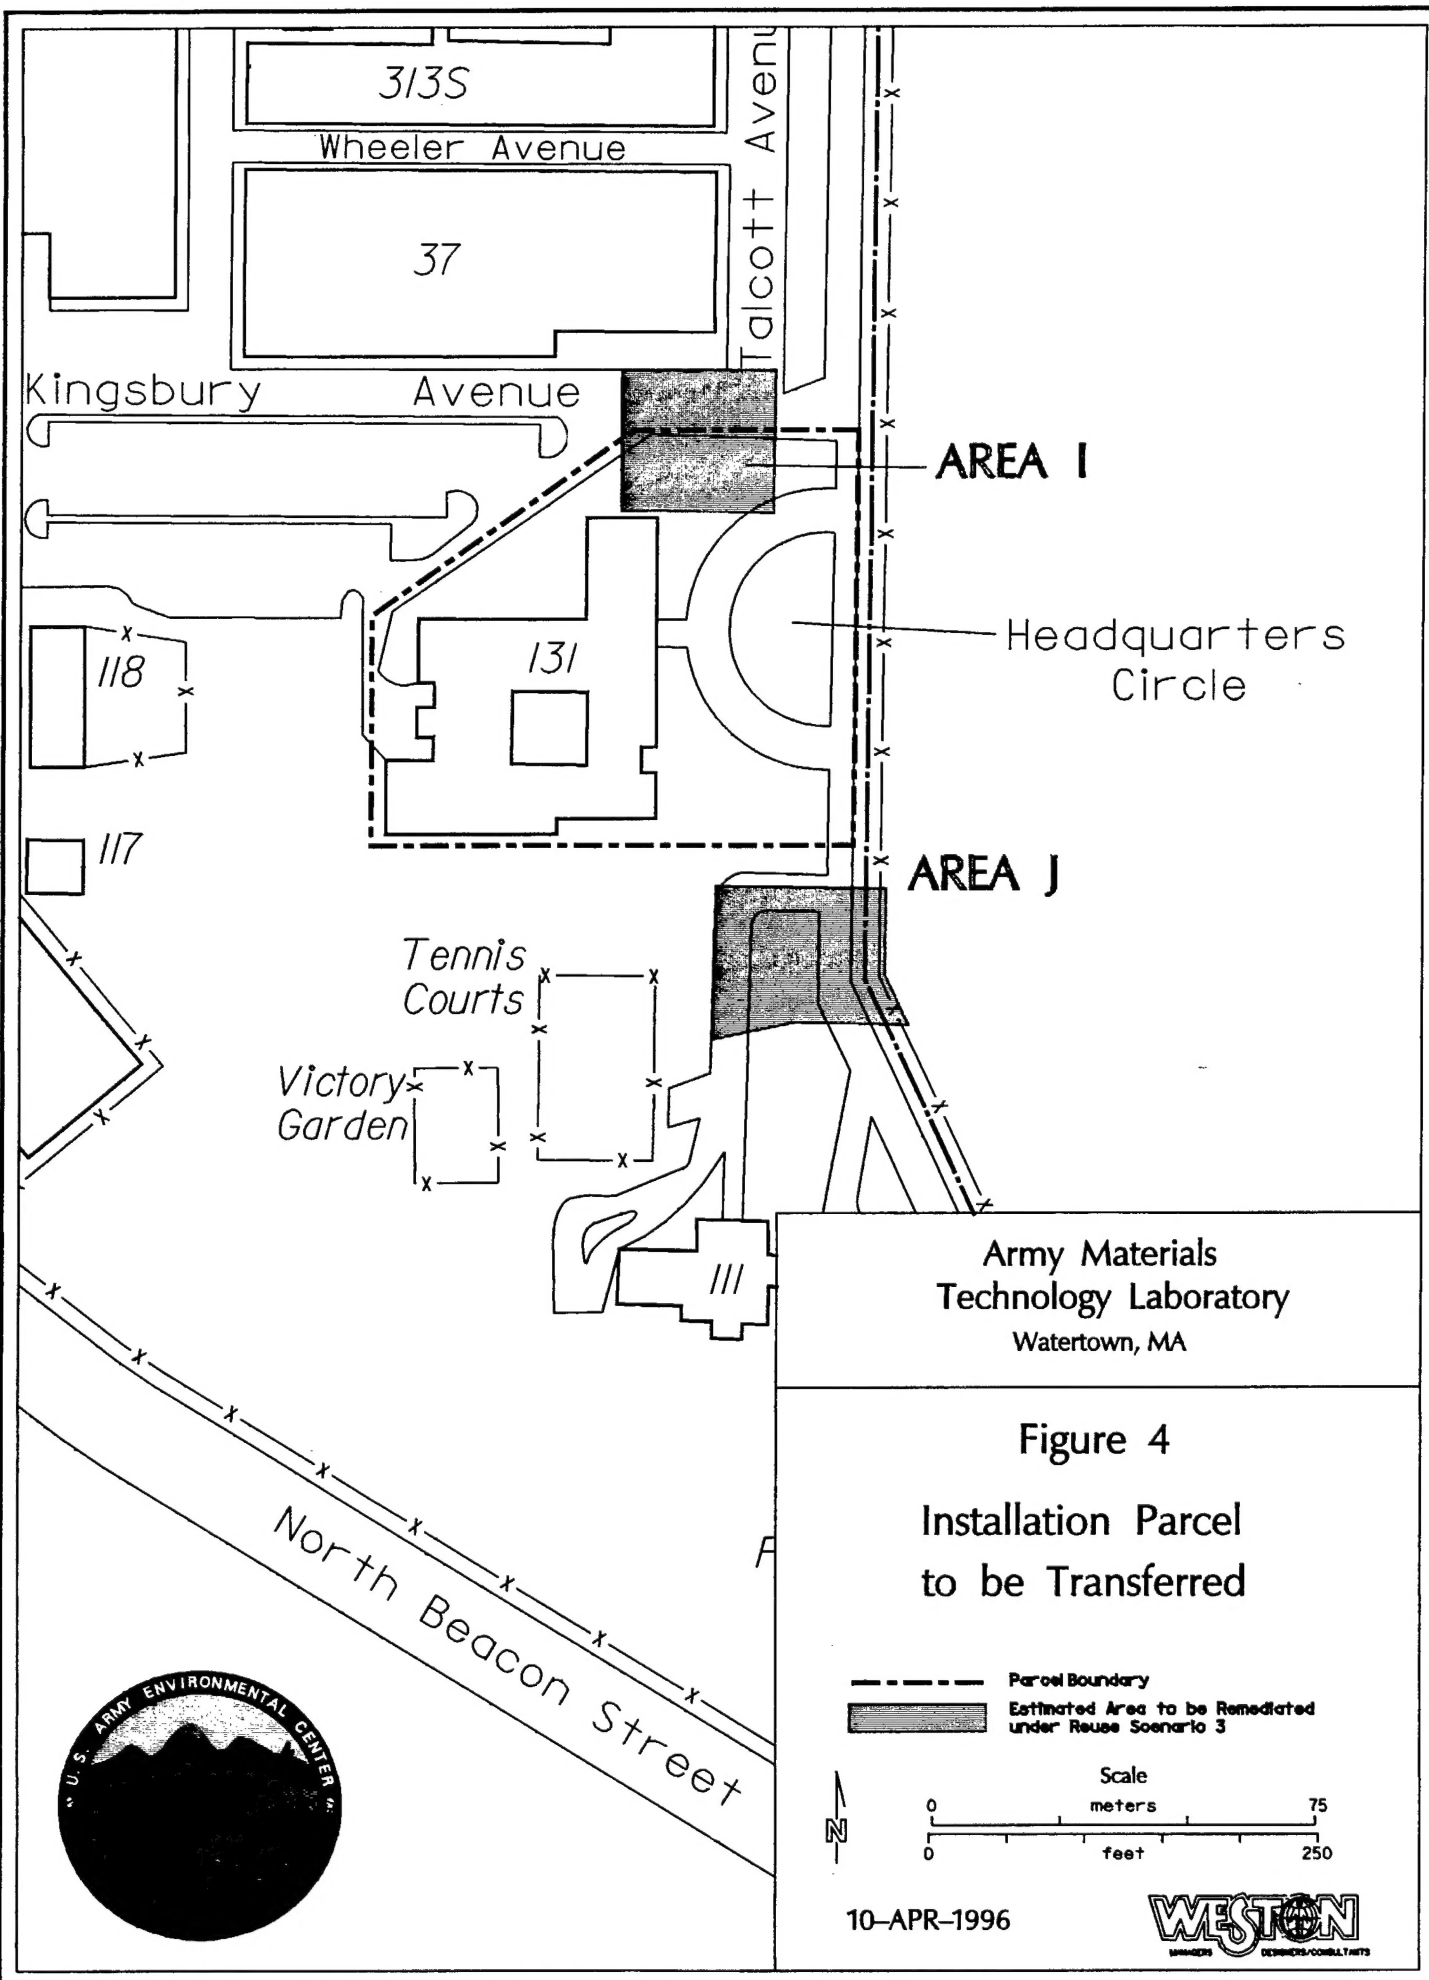 313S
Wheeler Avenue
Talcott Avenu
37
Kingsbury Avenue
AREA I
131
Headquarters
Circle
118
117
AREA J
Tennis
Courts
Victory
Garden
111
Army Materials
Technology Laboratory
Watertown, MA
Figure 4
Installation Parcel
to be Transferred
North Beacon Street
Parcel Boundary
Estimated Area to be Remediated
under Reuse Scenario 3
Scale
0 meters 75
0 feet 250
N
10-APR-1996
WESTON
MANAGERS DESIGNERS/CONSULTANTS
U.S. ARMY ENVIRONMENTAL CENTER